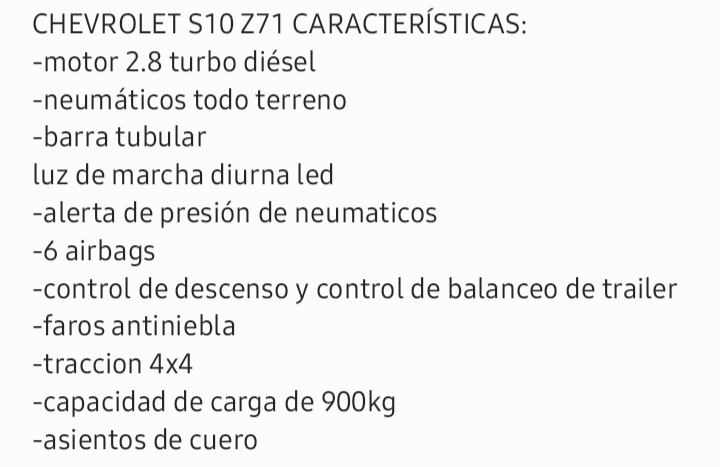 CHEVROLET S10 Z71 CARACTERÍSTICAS:
-motor 2.8 turbo diésel
-neumáticos todo terreno
-barra tubular
luz de marcha diurna led
-alerta de presión de neumaticos
-6 airbags
-control de descenso y control de balanceo de trailer
-faros antiniebla
-traccion 4x4
-capacidad de carga de 900kg
-asientos de cuero